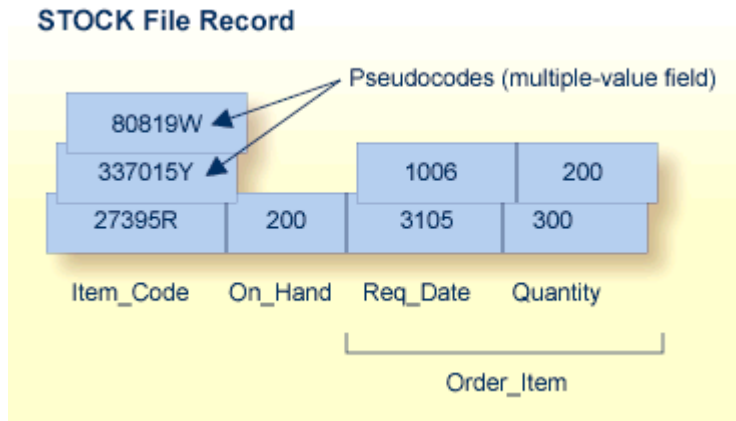 STOCK File Record
Pseudocodes (multiple-value field)
80819W
337015Y 1006 200
27395R 200 3105 300
Item_Code On_Hand Req_Date Quantity
Order_Item